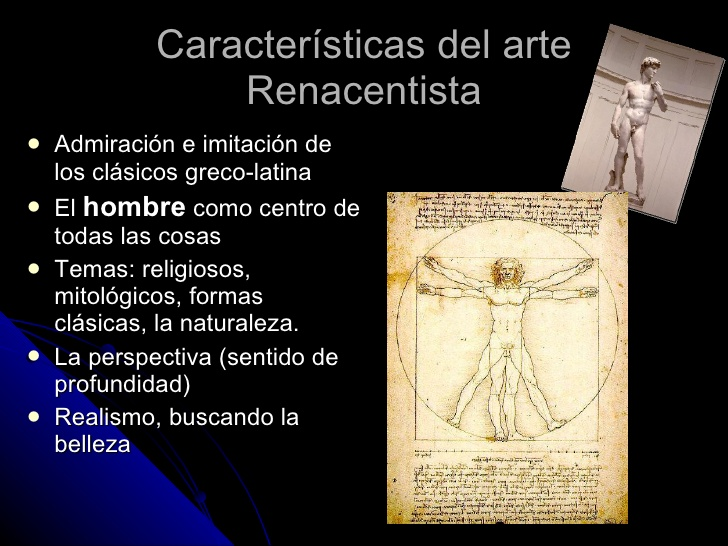 Características del arte
Renacentista
Admiración e imitación de
los clásicos greco-latina
El hombre como centro de
todas las cosas
Temas: religiosos,
mitológicos, formas
clásicas, la naturaleza.
La perspectiva (sentido de
profundidad)
Realismo, buscando la
belleza